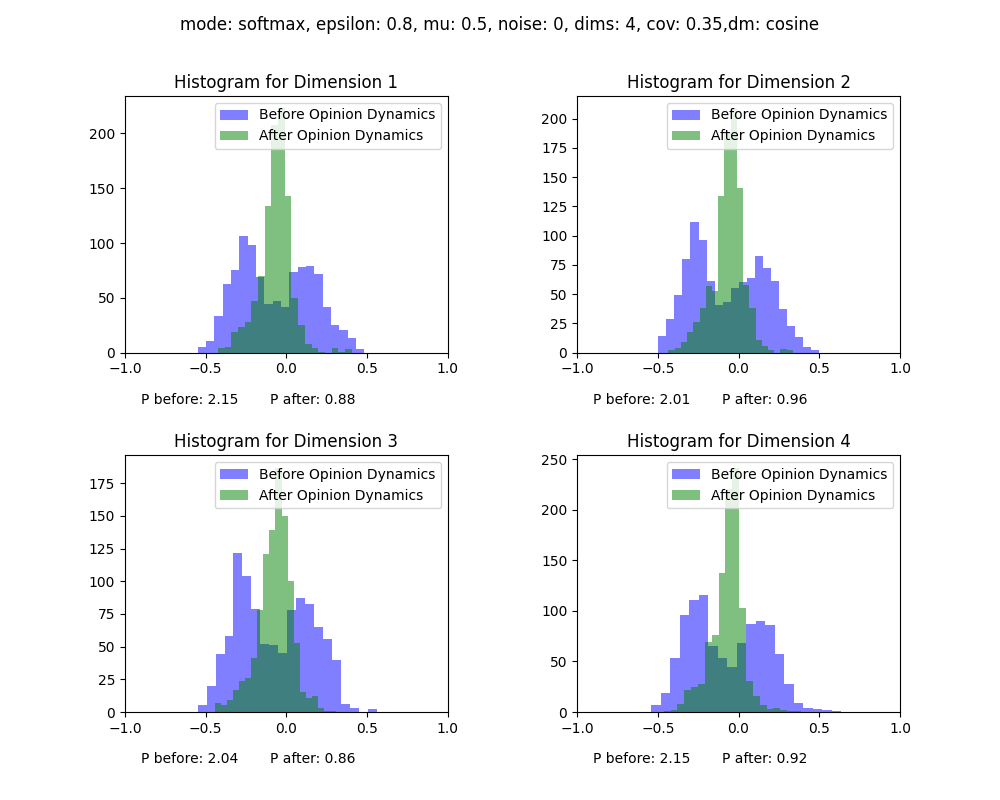 mode: softmax, epsilon: 0.8, mu: 0.5, noise: 0, dims: 4, cov: 0.35,dm: cosine
Histogram for Dimension 1
Before Opinion Dynamics
After Opinion Dynamics
200
150
100
50
0
−1.0 −0.5 0.0 0.5 1.0
P before: 2.15 P after: 0.88
Histogram for Dimension 2
Before Opinion Dynamics
After Opinion Dynamics
200
175
150
125
100
75
50
25
0
−1.0 −0.5 0.0 0.5 1.0
P before: 2.01 P after: 0.96
Histogram for Dimension 3
Before Opinion Dynamics
After Opinion Dynamics
175
150
125
100
75
50
25
0
−1.0 −0.5 0.0 0.5 1.0
P before: 2.04 P after: 0.86
Histogram for Dimension 4
Before Opinion Dynamics
After Opinion Dynamics
250
200
150
100
50
0
−1.0 −0.5 0.0 0.5 1.0
P before: 2.15 P after: 0.92